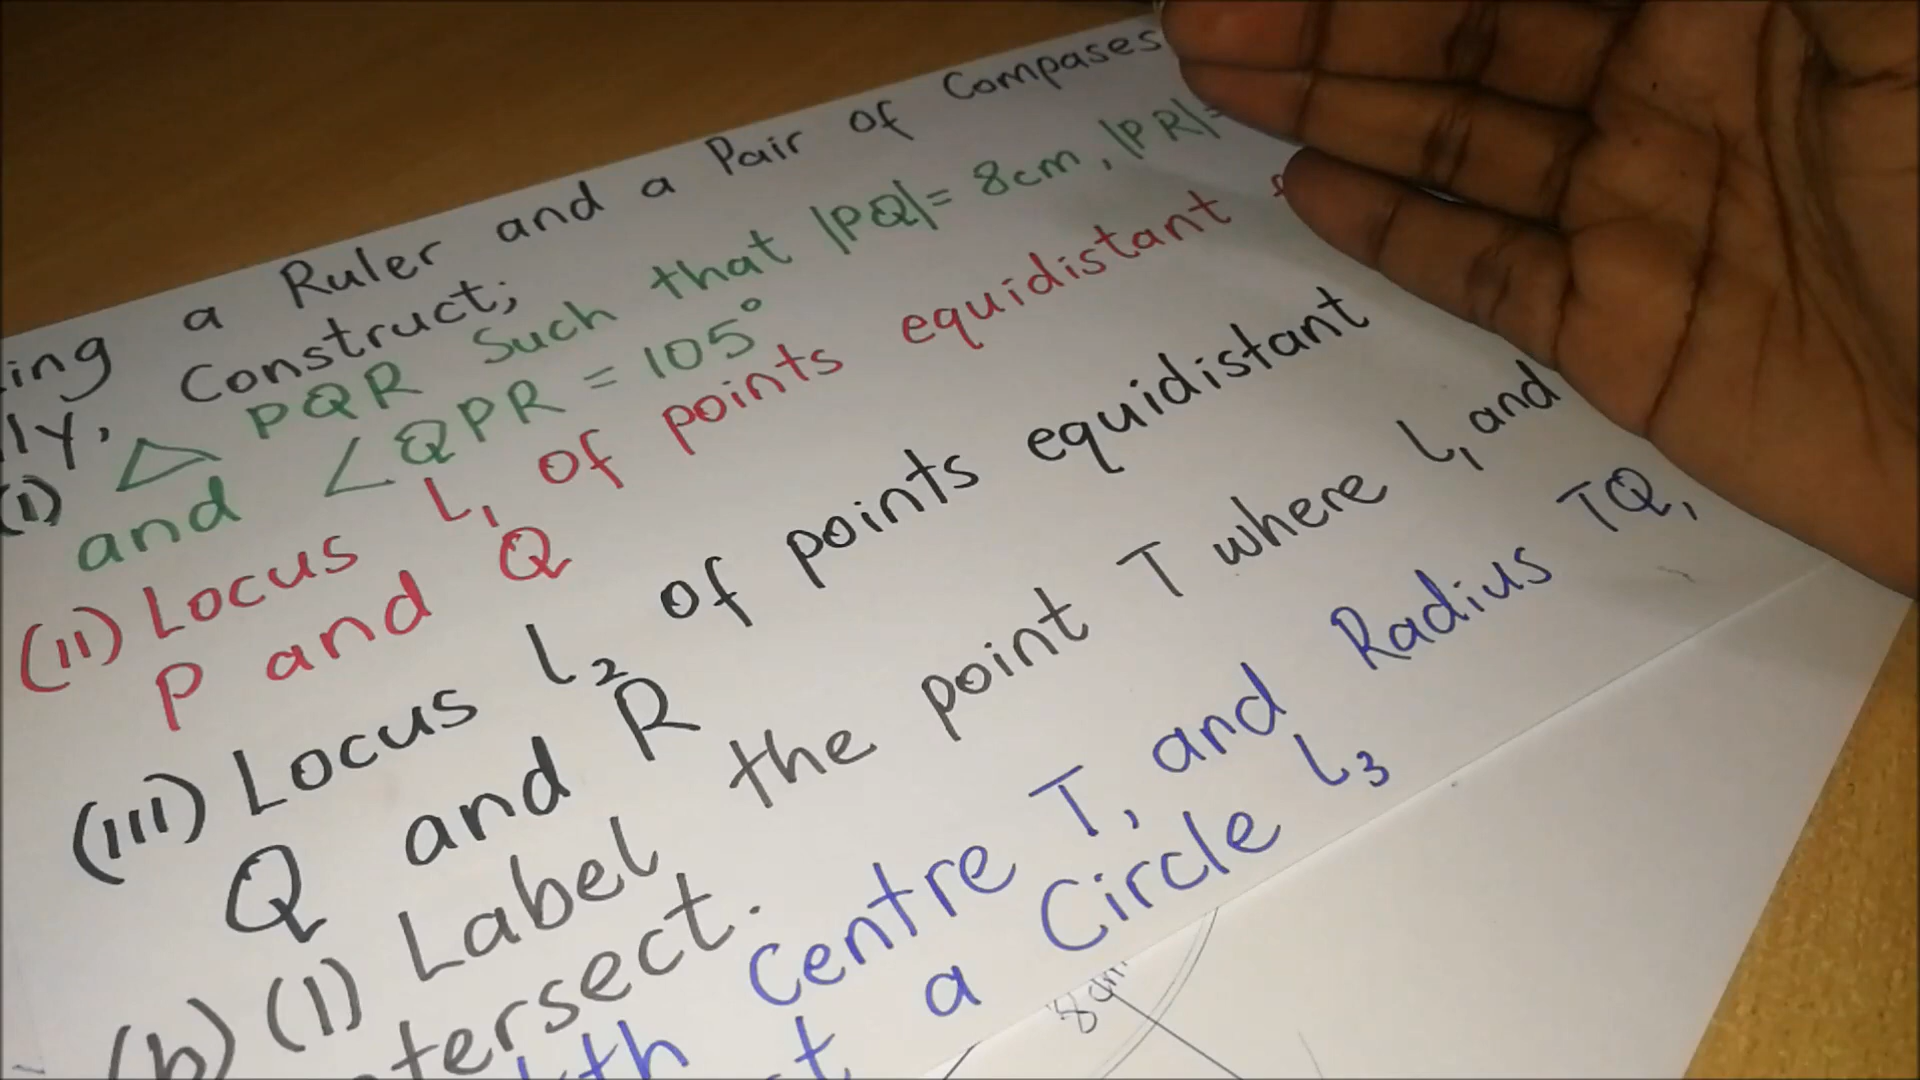 ing a Ruler and a Pair of Compases
ly, Construct;
(i) △ PQR Such that |PQ|= 8cm, |PR|=
and ∠QPR = 105°
(ii) Locus L₁ of points equidistant
P and Q
(iii) Locus l₂ of points equidistant
Q and R
(b) (i) Label the point T where l₁ and
tersect.
th Centre T, and Radius TQ,
t a Circle l₃
8cm